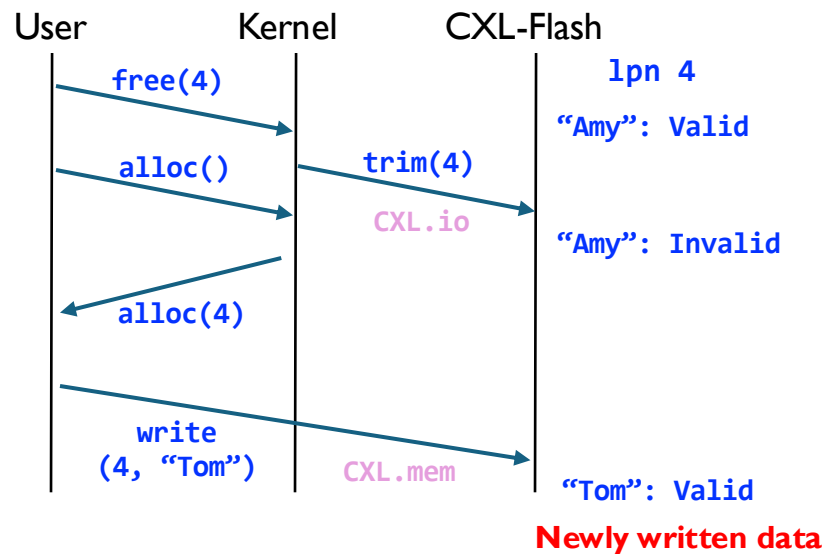 User Kernel CXL-Flash
lpn 4
free(4)
“Amy”: Valid
alloc()
trim(4)
CXL.io
“Amy”: Invalid
alloc(4)
write
(4, “Tom”)
CXL.mem
“Tom”: Valid
Newly written data